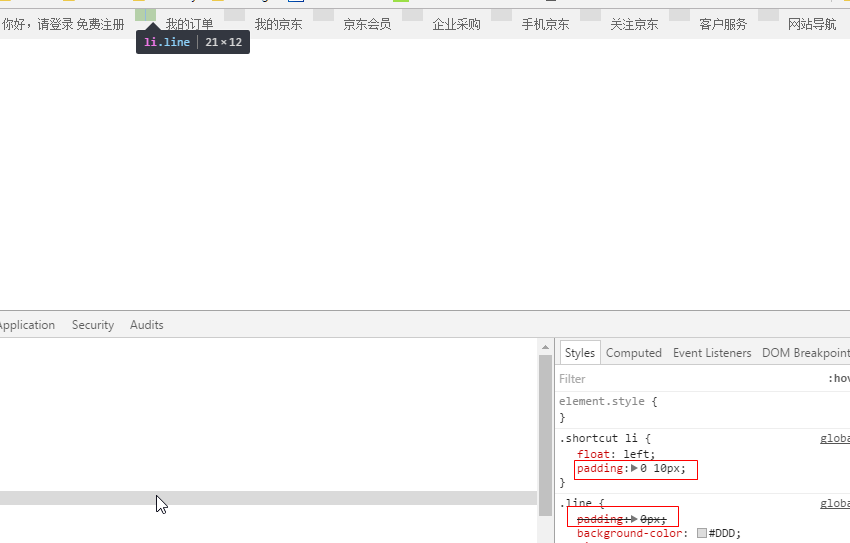 你好，请登录 免费注册 我的订单 我的京东 京东会员 企业采购 手机京东 关注京东 客户服务 网站导航
li.line 21×12
Application Security Audits
Styles Computed Event Listeners DOM Breakpoint
Filter :hov
element.style {
}
.shortcut li { globa
float: left;
padding: 0 10px;
}
.line { globa
padding: 0px;
background-color: #DDD;